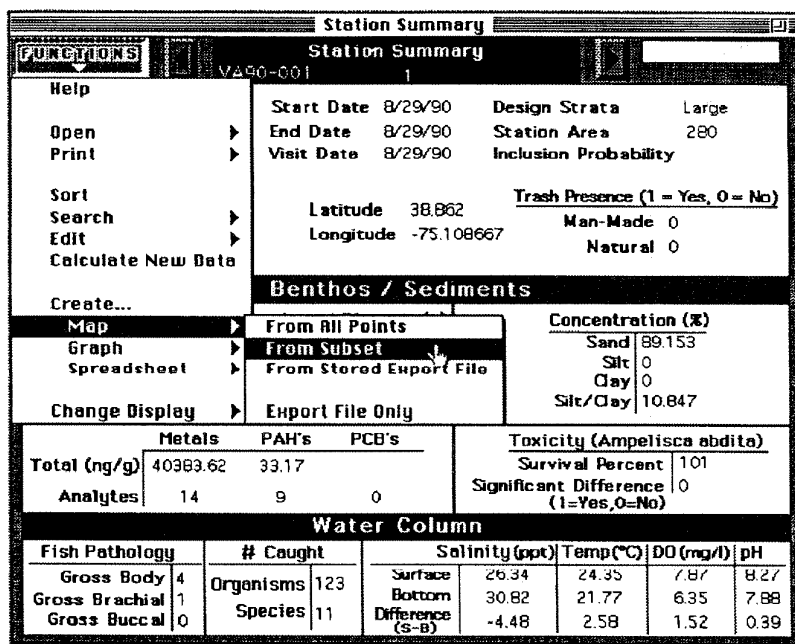 Station Summary
FUNCTIONS
Station Summary
VA90-001 1
Help
Open
Print
Sort
Search
Edit
Calculate New Data
Create...
Map
Graph
Spreadsheet
Change Display
From All Points
From Subset
From Stored Export File
Export File Only
Start Date 8/29/90
End Date 8/29/90
Visit Date 8/29/90
Design Strata Large
Station Area 280
Inclusion Probability
Latitude 38.862
Longitude -75.108667
Trash Presence (1 = Yes, 0 = No)
Man-Made 0
Natural 0
Benthos / Sediments
Concentration (%)
Sand 89.153
Silt 0
Clay 0
Silt/Clay 10.847
Metals PAH's PCB's
Total (ng/g) 40383.62 33.17
Analytes 14 9 0
Toxicity (Ampelisca abdita)
Survival Percent 101
Significant Difference 0
(1=Yes,0=No)
Water Column
Fish Pathology
Gross Body 4
Gross Brachial 1
Gross Buccal 0
# Caught
Organisms 123
Species 11
Salinity (ppt) Temp(°C) DO (mg/l) pH
Surface 26.34 24.35 7.87 8.27
Bottom 30.82 21.77 6.35 7.88
Difference
(S-B) -4.48 2.58 1.52 0.39